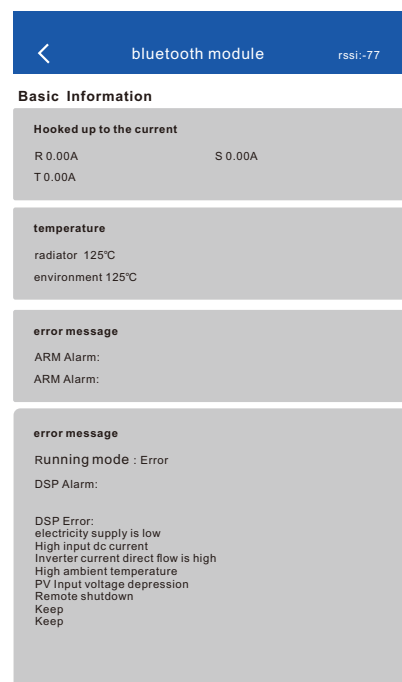 bluetooth module rssi:-77
Basic Information
Hooked up to the current
R 0.00A S 0.00A
T 0.00A
temperature
radiator 125℃
environment 125℃
error message
ARM Alarm:
ARM Alarm:
error message
Running mode : Error
DSP Alarm:
DSP Error:
electricity supply is low
High input dc current
Inverter current direct flow is high
High ambient temperature
PV Input voltage depression
Remote shutdown
Keep
Keep